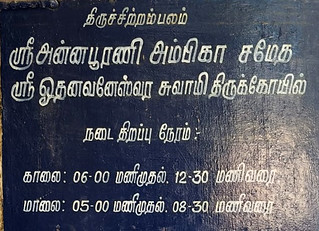 திருச்சிற்றம்பலம்
ஸ்ரீ அன்னபூரணி அம்பிகா சமேத
ஸ்ரீ ஓதனவனேஸ்வர சுவாமி திருக்கோயில்
நடை திறப்பு நேரம் :-
காலை: 06-00 மணிமுதல், 12-30 மணிவரை
மாலை: 05-00 மணிமுதல், 08-30 மணிவரை